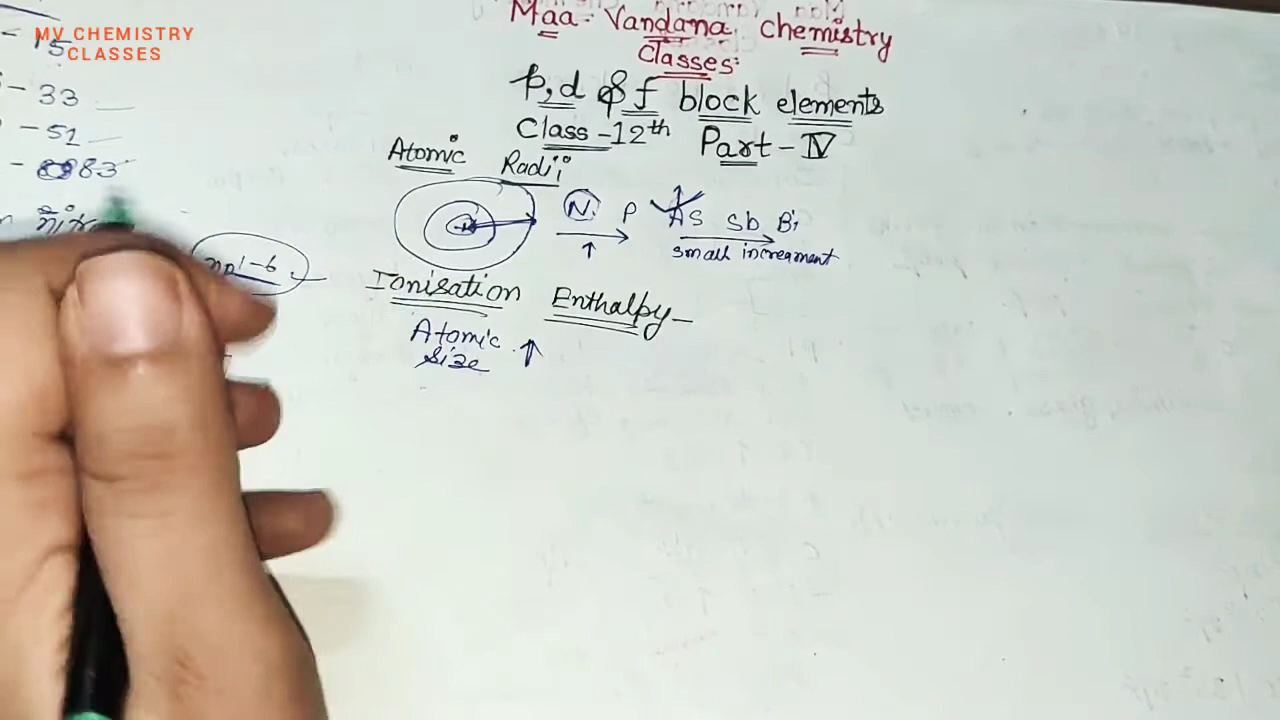 MV CHEMISTRY
CLASSES
- 15
- 33
- 51
- 83
np1-6
Maa. Vandana. Chemistry
Classes:
p,d & f block elements
Class-12th Part-IV
Atomic Radii
N P As Sb Bi
small increament
Ionisation Enthalpy-
Atomic
Size ↑